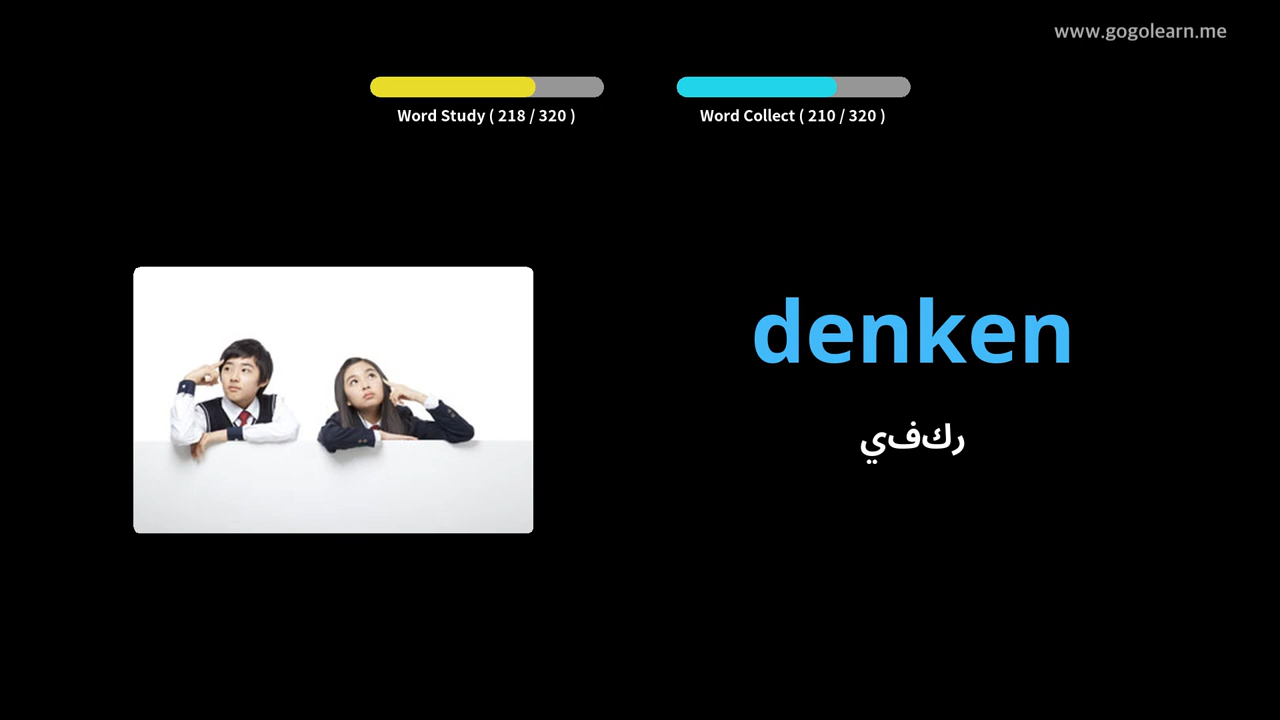 www.gogolearn.me
Word Study ( 218 / 320 )
Word Collect ( 210 / 320 )
denken
ركفي